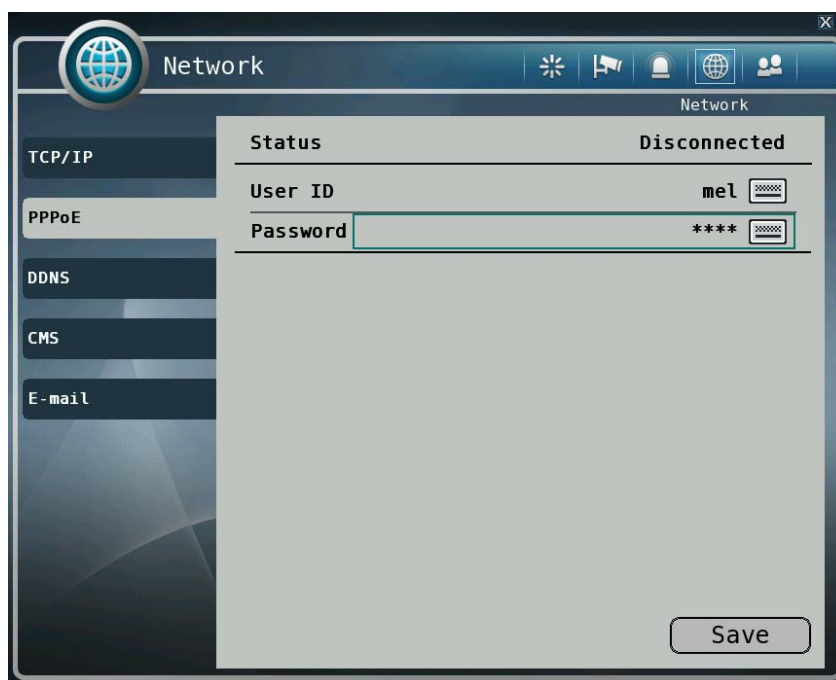 X
Network
Network
TCP/IP
PPPoE
DDNS
CMS
E-mail
Status Disconnected
User ID mel
Password ****
Save